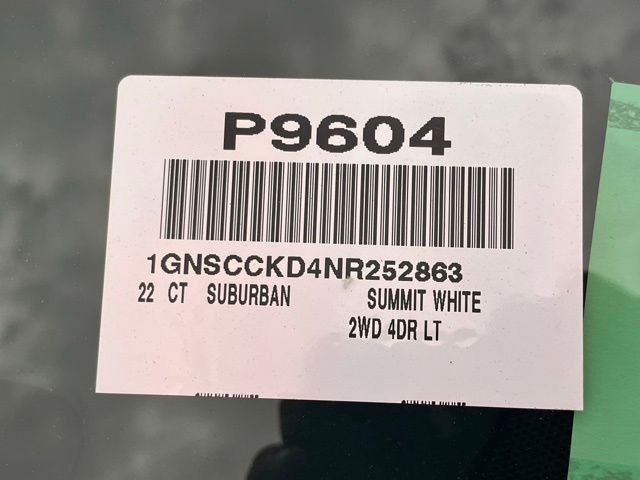 P9604
1GNSCCKD4NR252863
22 CT SUBURBAN SUMMIT WHITE
2WD 4DR LT